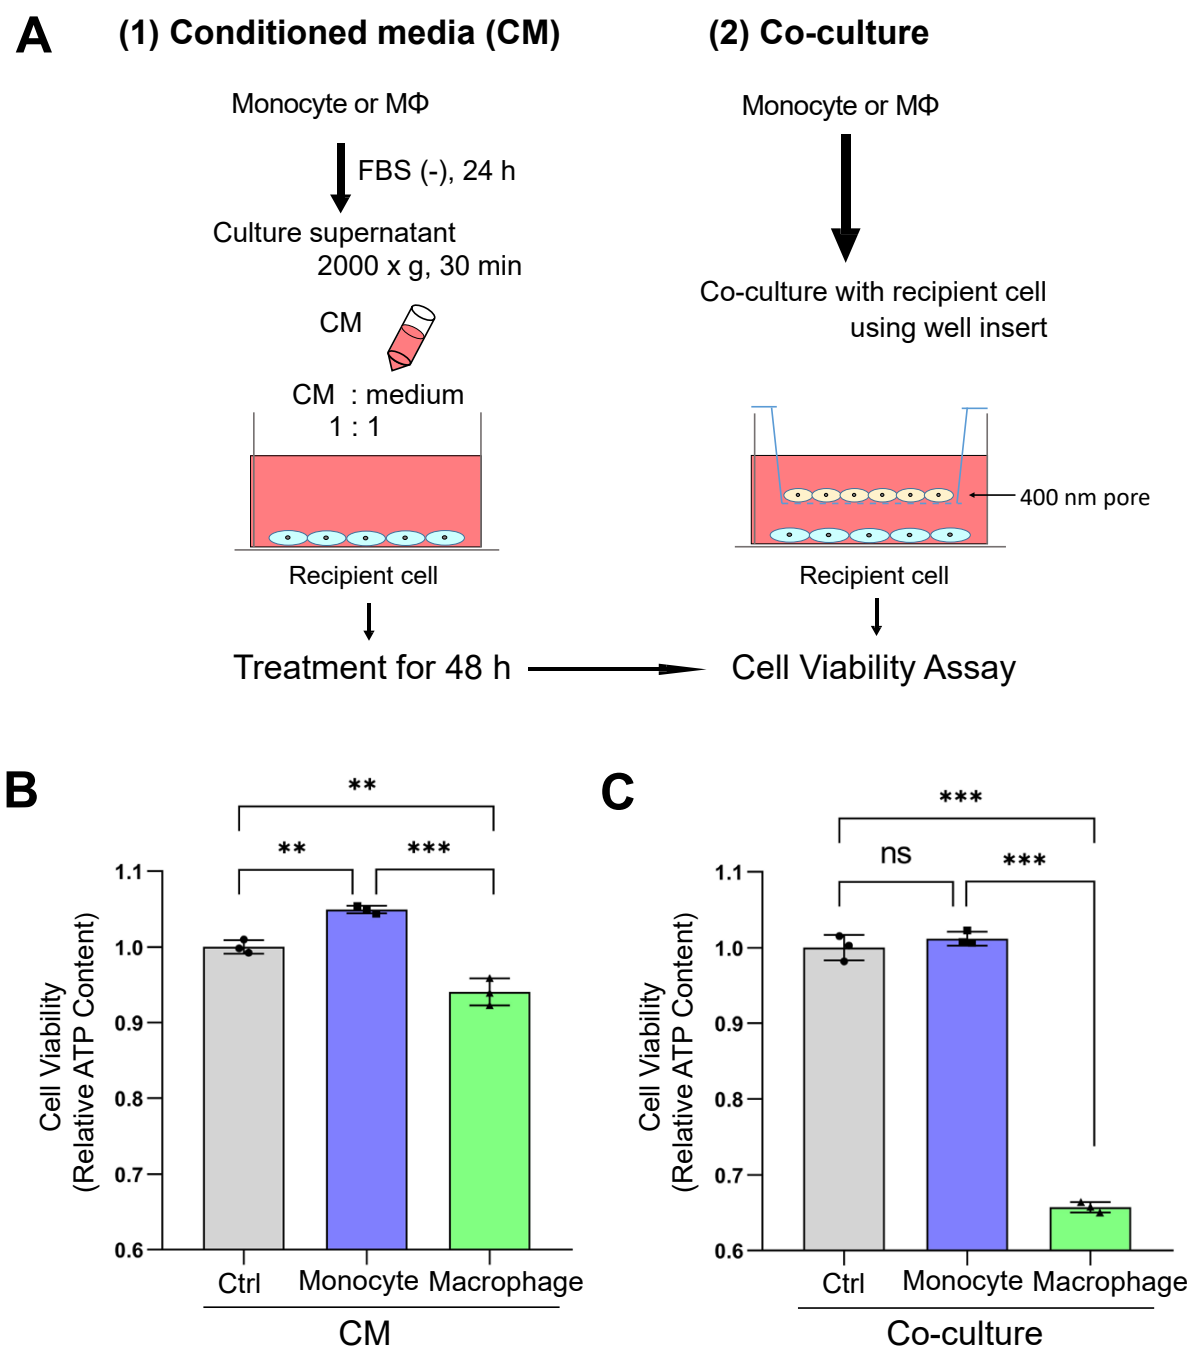 A
(1) Conditioned media (CM)
(2) Co-culture
Monocyte or MΦ
FBS (-), 24 h
Culture supernatant
2000 x g, 30 min
CM
CM : medium
1 : 1
Recipient cell
Treatment for 48 h
Monocyte or MΦ
Co-culture with recipient cell
using well insert
400 nm pore
Recipient cell
Cell Viability Assay
B
**
**
***
Cell Viability
(Relative ATP Content)
1.1
1.0
0.9
0.8
0.7
0.6
Ctrl
Monocyte
Macrophage
CM
C
***
ns
***
Cell Viability
(Relative ATP Content)
1.1
1.0
0.9
0.8
0.7
0.6
Ctrl
Monocyte
Macrophage
Co-culture